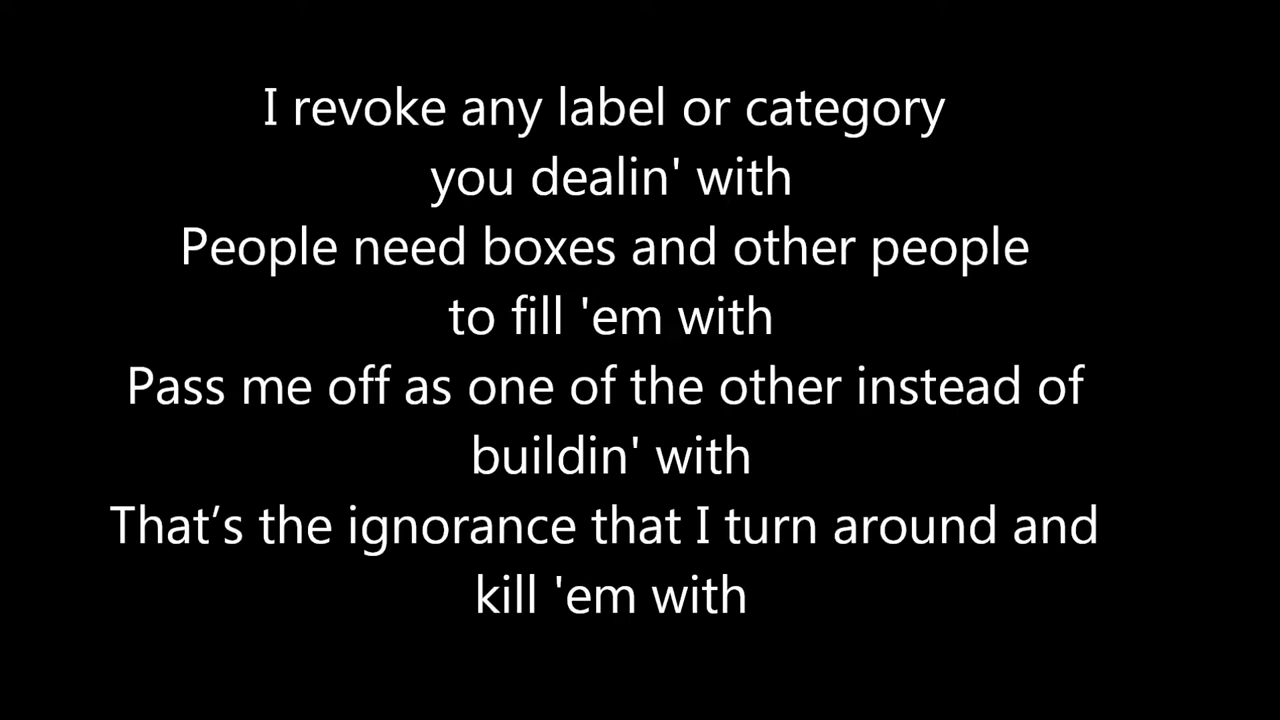 I revoke any label or category
you dealin' with
People need boxes and other people
to fill 'em with
Pass me off as one of the other instead of
buildin' with
That’s the ignorance that I turn around and
kill 'em with